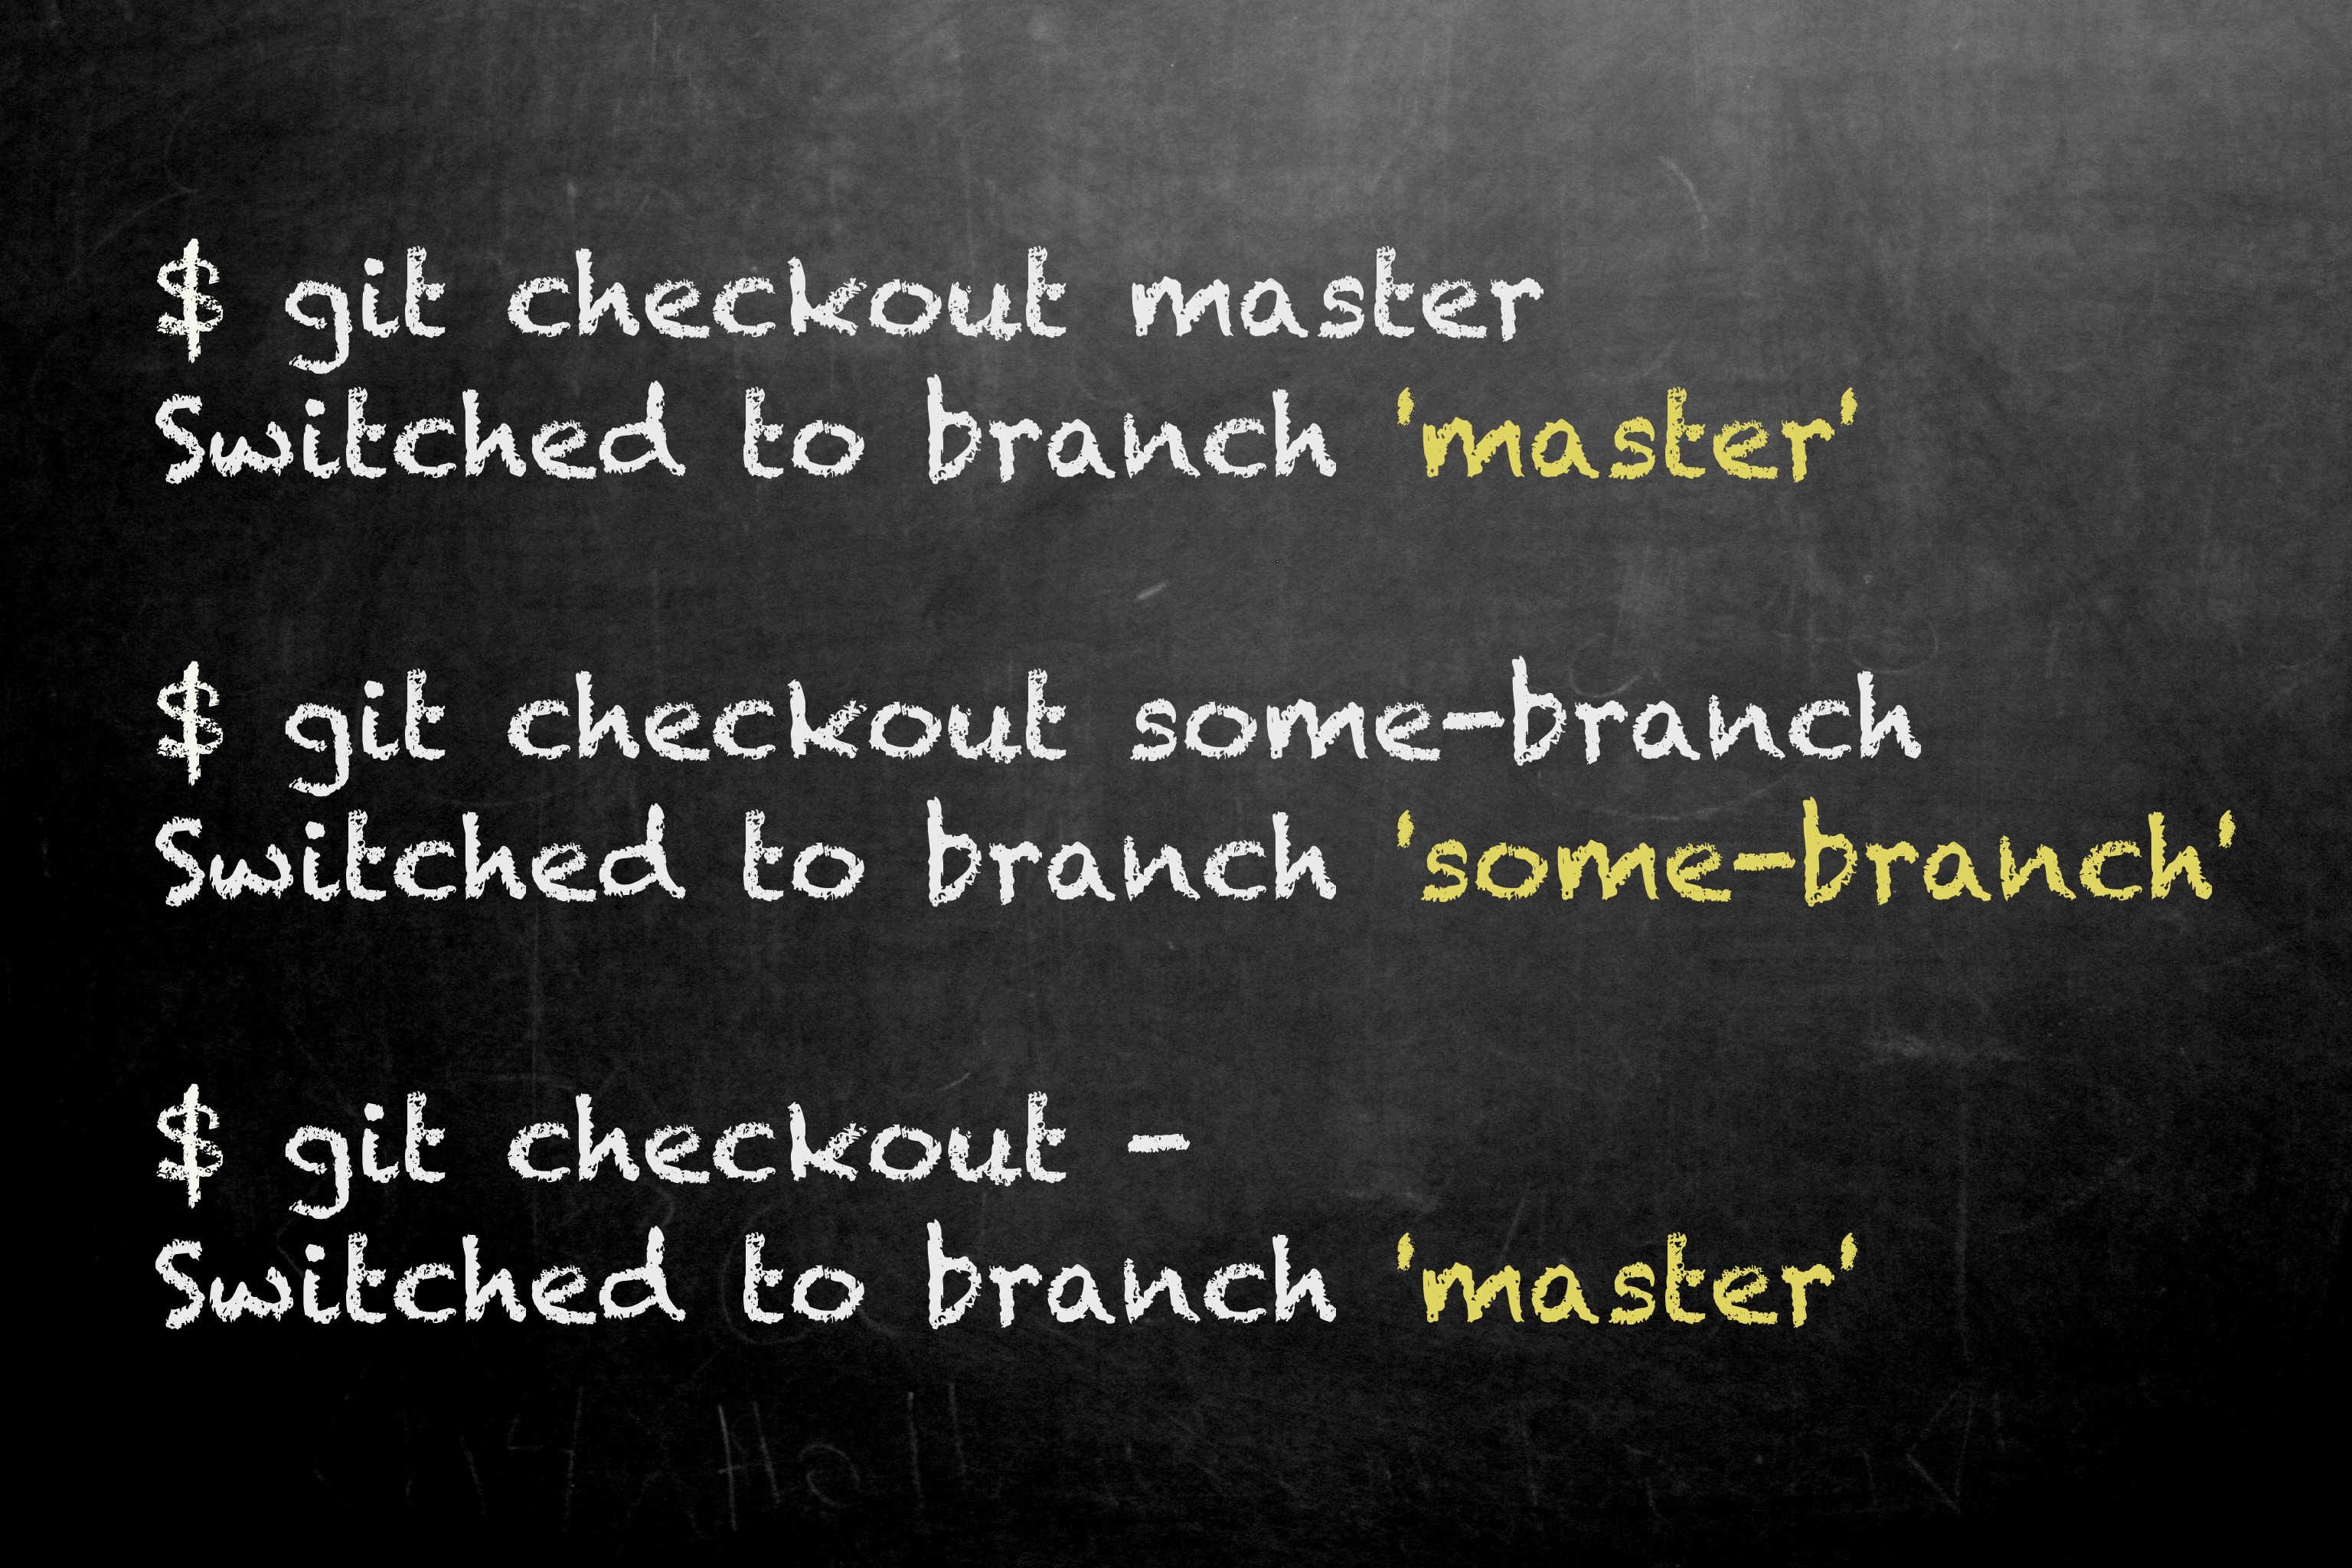 $ git checkout master
Switched to branch 'master'
$ git checkout some-branch
Switched to branch 'some-branch'
$ git checkout -
Switched to branch 'master'